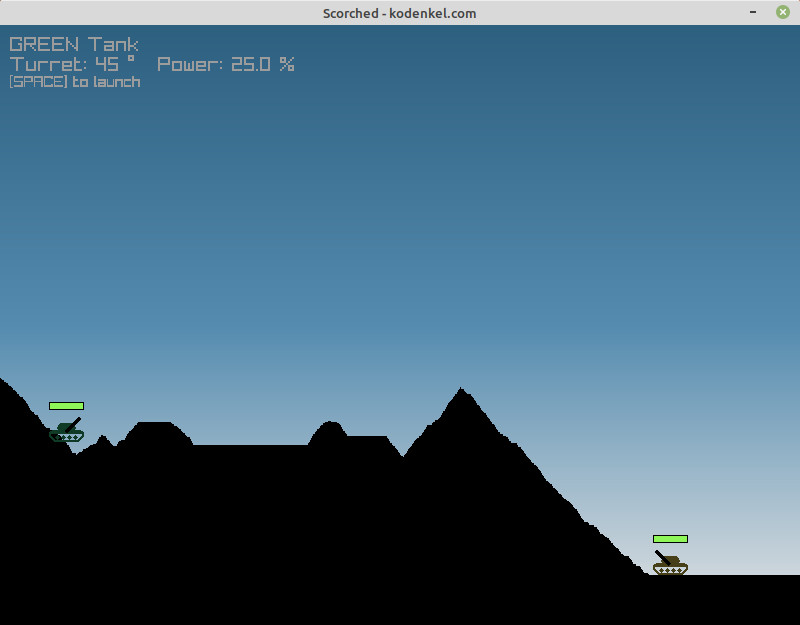 Scorched - kodenkel.com
GREEN Tank
Turret: 45 ° Power: 25.0 %
[SPACE] to launch